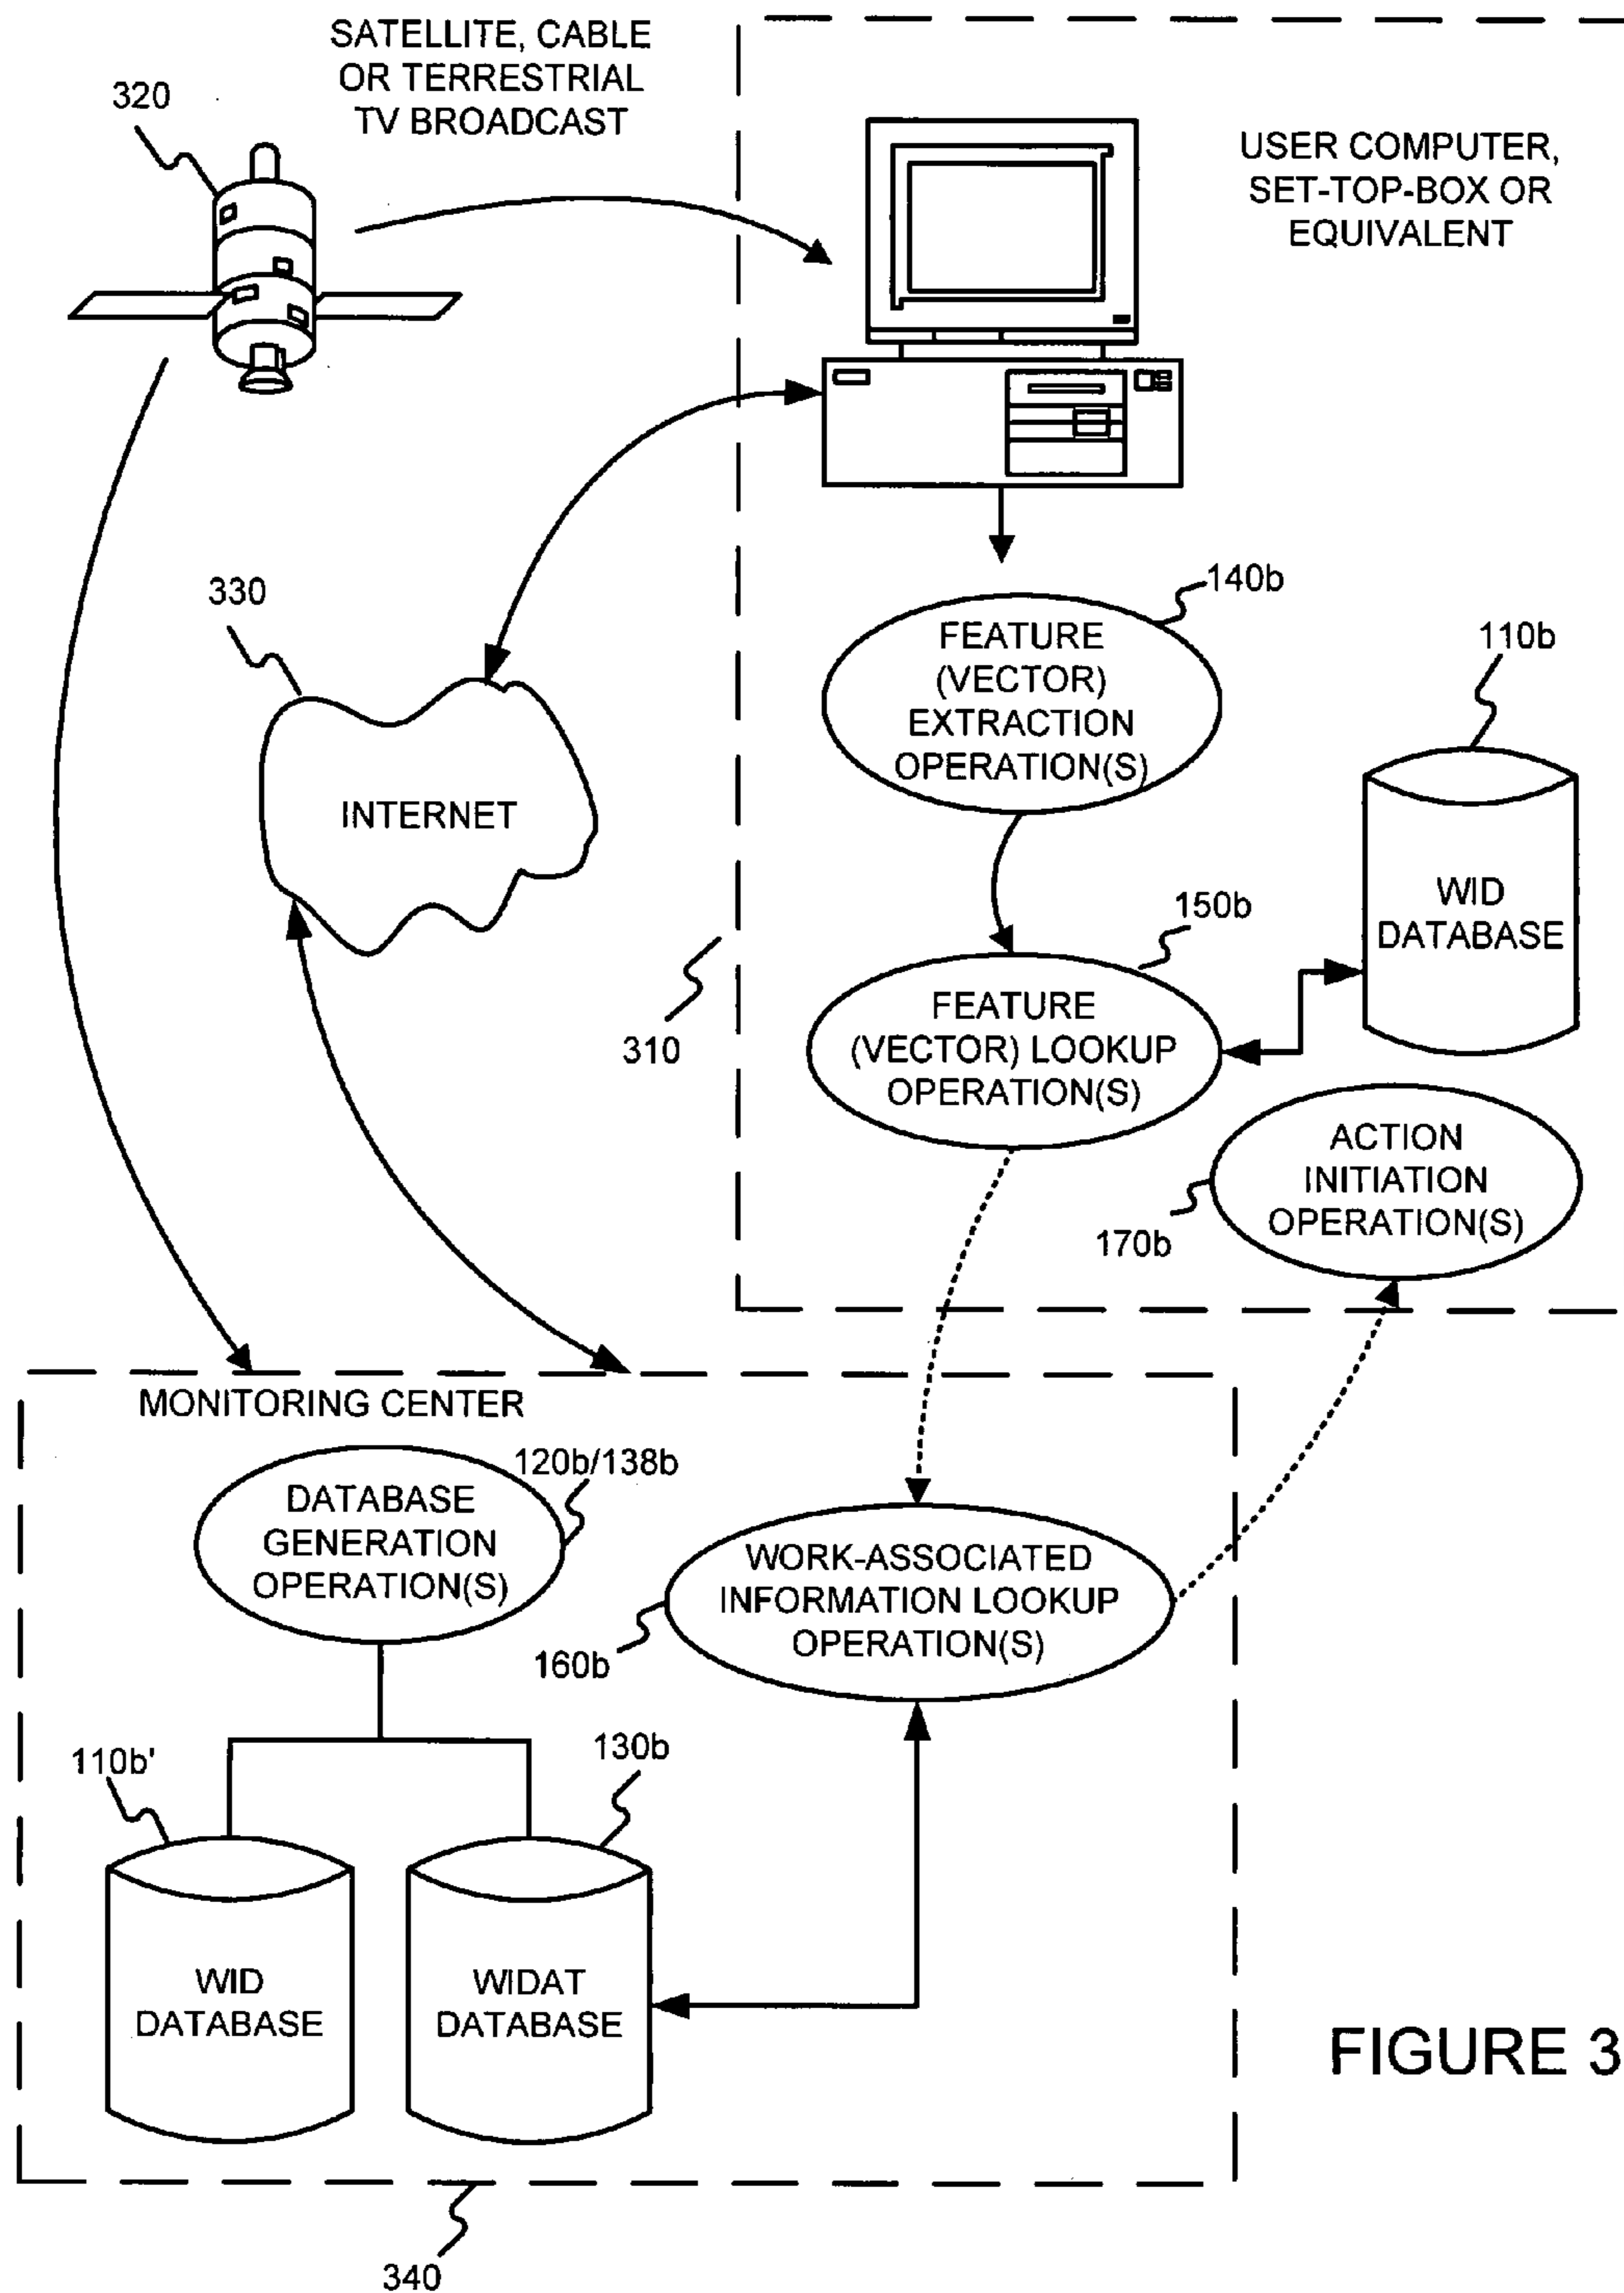 SATELLITE, CABLE
OR TERRESTRIAL
TV BROADCAST
320
USER COMPUTER,
SET-TOP-BOX OR
EQUIVALENT
330
INTERNET
140b
FEATURE
(VECTOR)
EXTRACTION
OPERATION(S)
110b
WID
DATABASE
150b
FEATURE
(VECTOR) LOOKUP
OPERATION(S)
310
ACTION
INITIATION
OPERATION(S)
170b
MONITORING CENTER
120b/138b
DATABASE
GENERATION
OPERATION(S)
WORK-ASSOCIATED
INFORMATION LOOKUP
OPERATION(S)
160b
110b'
130b
WID
DATABASE
WIDAT
DATABASE
FIGURE 3
340